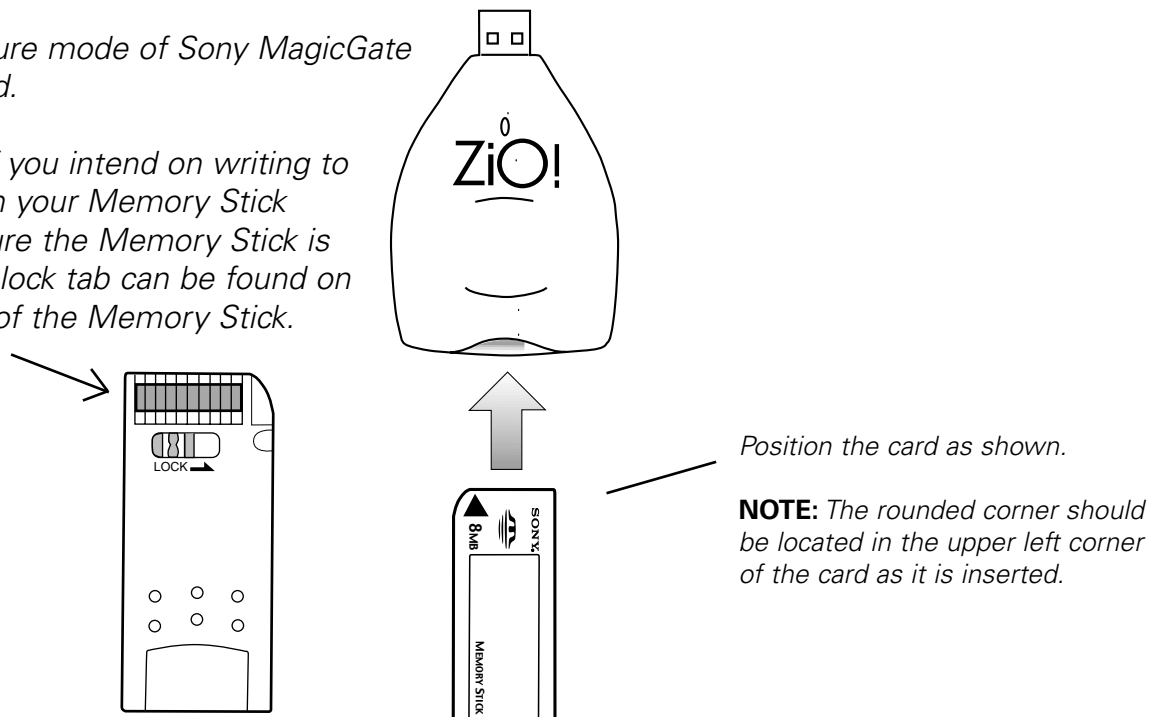 ure mode of Sony MagicGate
d.
you intend on writing to
n your Memory Stick
ure the Memory Stick is
lock tab can be found on
of the Memory Stick.
ZiO!
LOCK
Position the card as shown.
NOTE: The rounded corner should
be located in the upper left corner
of the card as it is inserted.
8MB
SONY.
MEMORY STICK